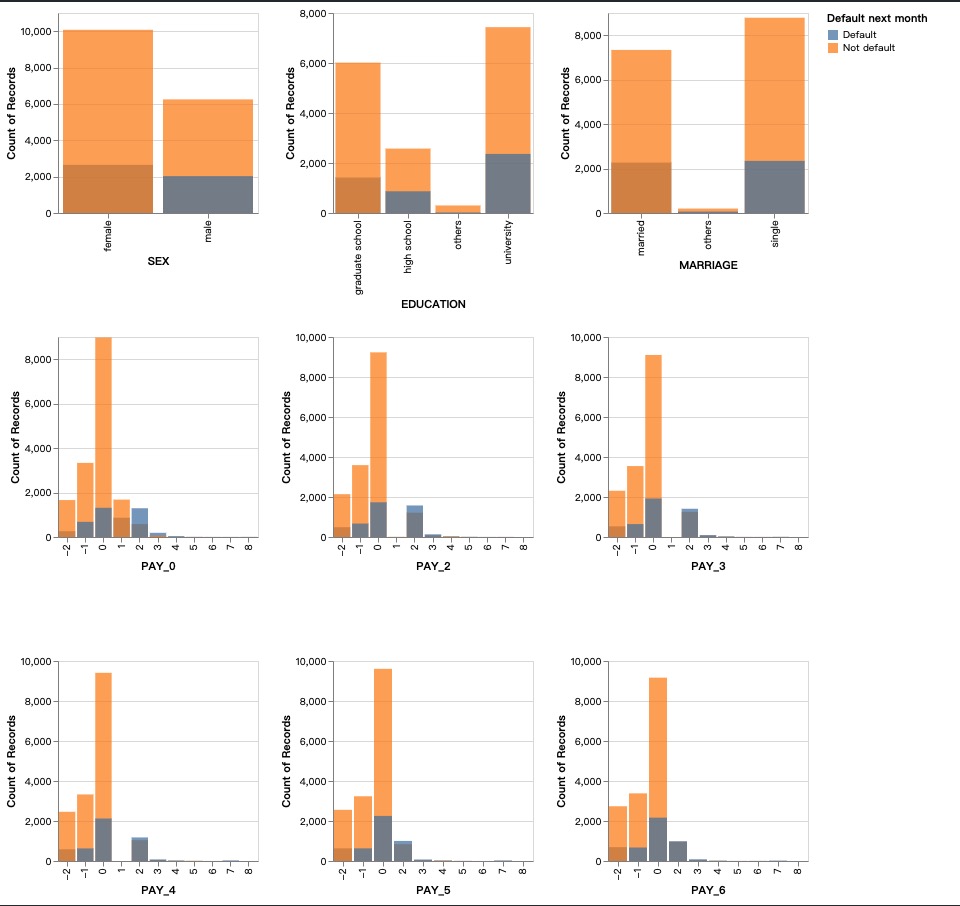 Default next month
Default
Not default
Count of Records
10,000
8,000
6,000
4,000
2,000
0
female
male
SEX
Count of Records
8,000
6,000
4,000
2,000
0
graduate school
high school
others
university
EDUCATION
Count of Records
8,000
6,000
4,000
2,000
0
married
others
single
MARRIAGE
Count of Records
8,000
6,000
4,000
2,000
0
−2 −1 0 1 2 3 4 5 6 7 8
PAY_0
Count of Records
10,000
8,000
6,000
4,000
2,000
0
−2 −1 0 1 2 3 4 5 6 7 8
PAY_2
Count of Records
10,000
8,000
6,000
4,000
2,000
0
−2 −1 0 1 2 3 4 5 6 7 8
PAY_3
Count of Records
10,000
8,000
6,000
4,000
2,000
0
−2 −1 0 1 2 3 4 5 6 7 8
PAY_4
Count of Records
10,000
8,000
6,000
4,000
2,000
0
−2 −1 0 2 3 4 5 6 7 8
PAY_5
Count of Records
10,000
8,000
6,000
4,000
2,000
0
−2 −1 0 2 3 4 5 6 7 8
PAY_6